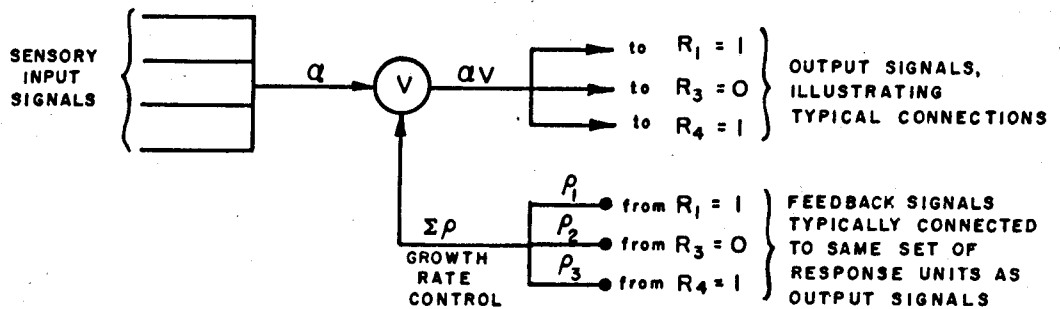 SENSORY
INPUT
SIGNALS
α
V
αV
to R₁ = 1
to R₃ = 0
to R₄ = 1
OUTPUT SIGNALS,
ILLUSTRATING
TYPICAL CONNECTIONS
Σρ
GROWTH
RATE
CONTROL
ρ₁
ρ₂
ρ₃
from R₁ = 1
from R₃ = 0
from R₄ = 1
FEEDBACK SIGNALS
TYPICALLY CONNECTED
TO SAME SET OF
RESPONSE UNITS AS
OUTPUT SIGNALS